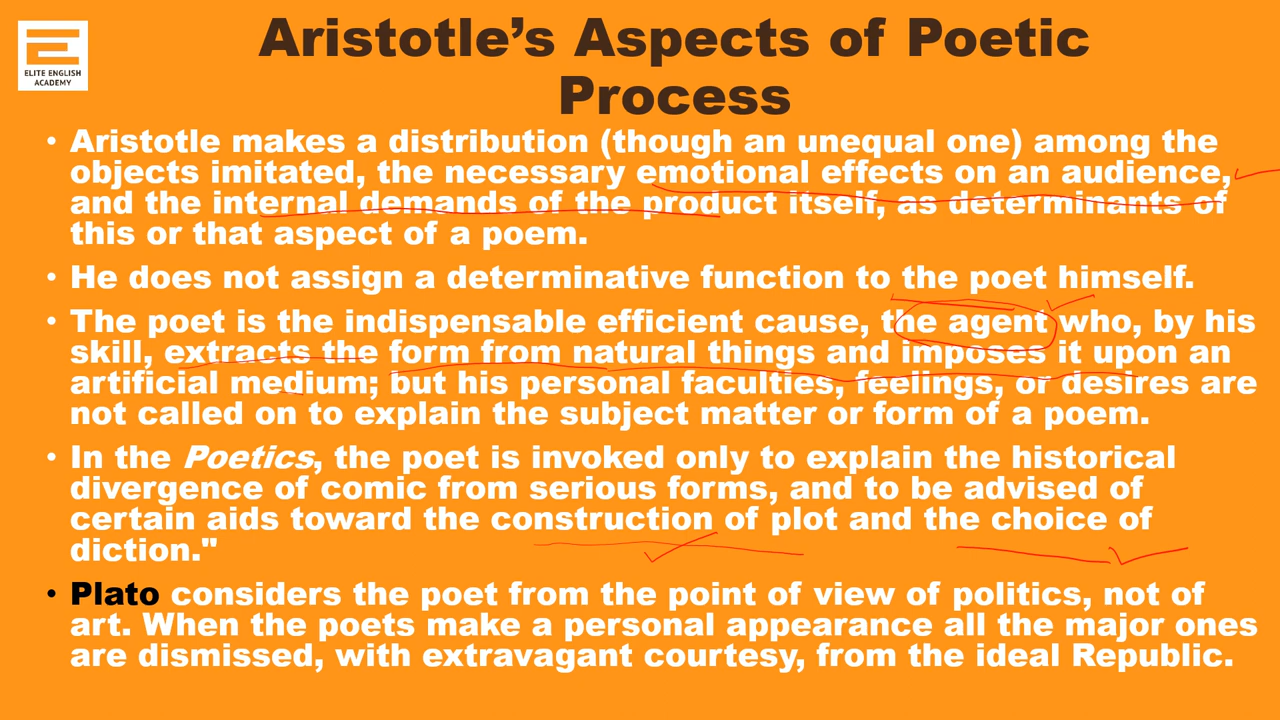 ELITE ENGLISH
ACADEMY
Aristotle's Aspects of Poetic
Process
• Aristotle makes a distribution (though an unequal one) among the
objects imitated, the necessary emotional effects on an audience,
and the internal demands of the product itself, as determinants of
this or that aspect of a poem.
• He does not assign a determinative function to the poet himself.
• The poet is the indispensable efficient cause, the agent who, by his
skill, extracts the form from natural things and imposes it upon an
artificial medium; but his personal faculties, feelings, or desires are
not called on to explain the subject matter or form of a poem.
• In the Poetics, the poet is invoked only to explain the historical
divergence of comic from serious forms, and to be advised of
certain aids toward the construction of plot and the choice of
diction."
• Plato considers the poet from the point of view of politics, not of
art. When the poets make a personal appearance all the major ones
are dismissed, with extravagant courtesy, from the ideal Republic.